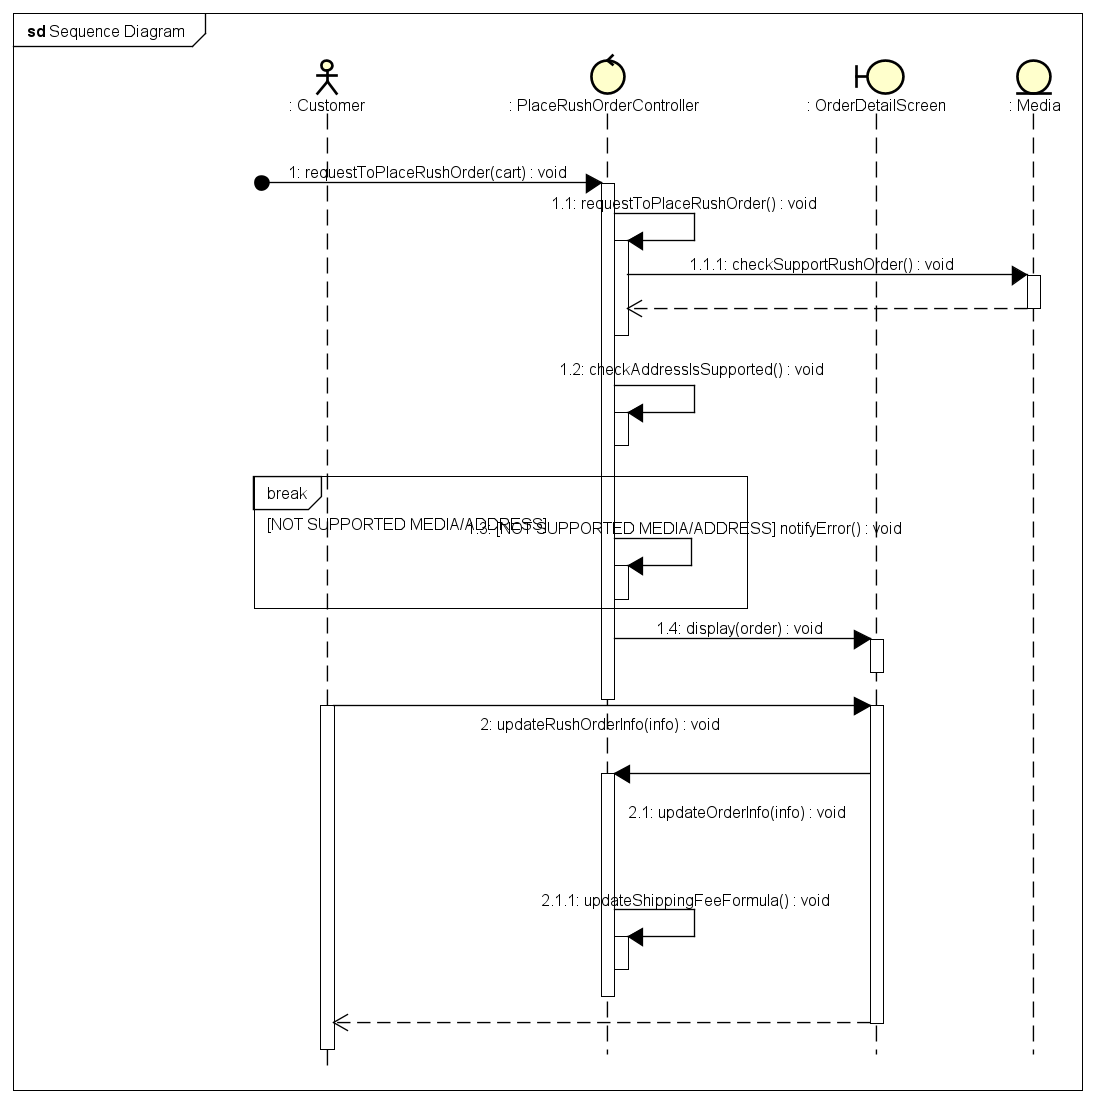 sd Sequence Diagram
: Customer
: PlaceRushOrderController
: OrderDetailScreen
: Media
1: requestToPlaceRushOrder(cart) : void
1.1: requestToPlaceRushOrder() : void
1.1.1: checkSupportRushOrder() : void
1.2: checkAddressIsSupported() : void
break
[NOT SUPPORTED MEDIA/ADDRESS]
1.3: [NOT SUPPORTED MEDIA/ADDRESS] notifyError() : void
1.4: display(order) : void
2: updateRushOrderInfo(info) : void
2.1: updateOrderInfo(info) : void
2.1.1: updateShippingFeeFormula() : void